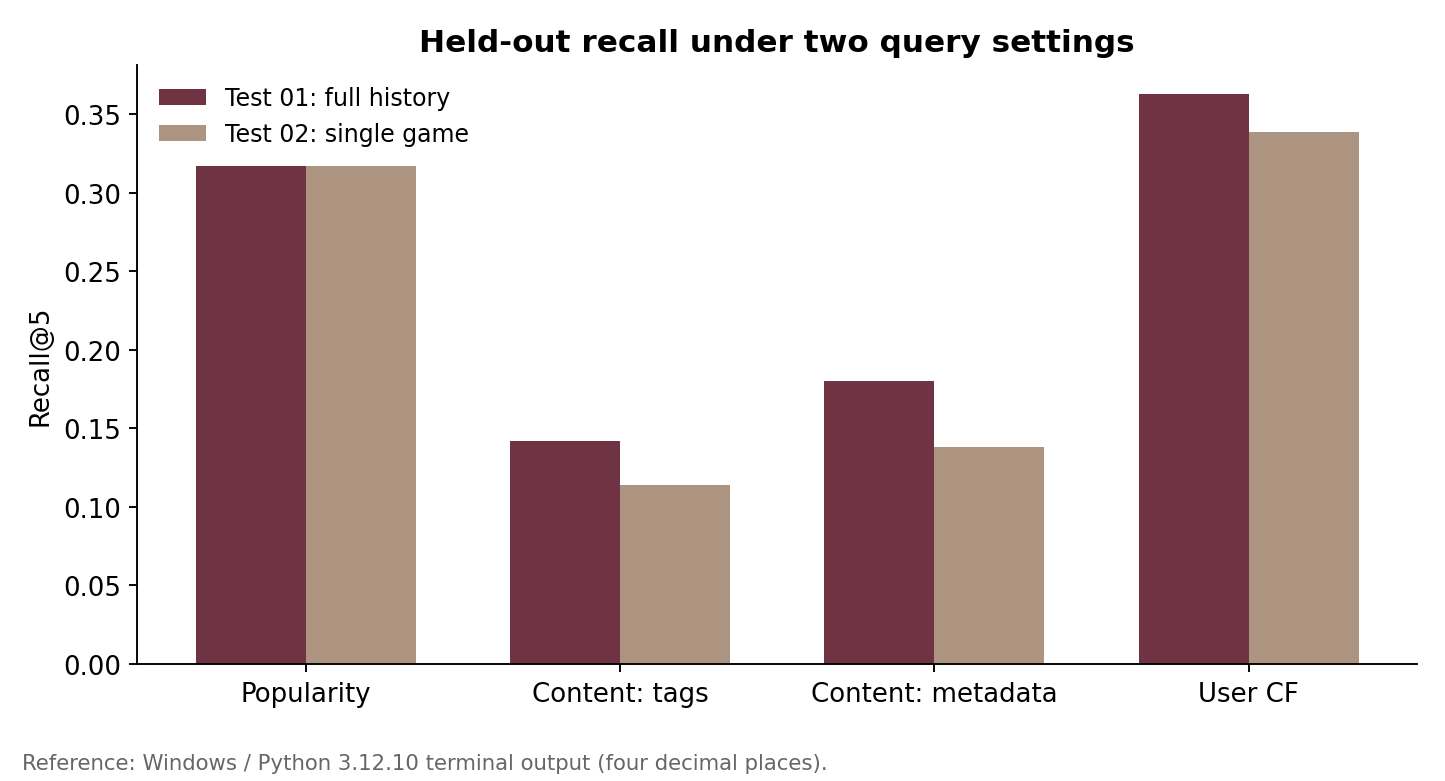 Held-out recall under two query settings
Test 01: full history
Test 02: single game
Recall@5
0.35
0.30
0.25
0.20
0.15
0.10
0.05
0.00
Popularity
Content: tags
Content: metadata
User CF
Reference: Windows / Python 3.12.10 terminal output (four decimal places).